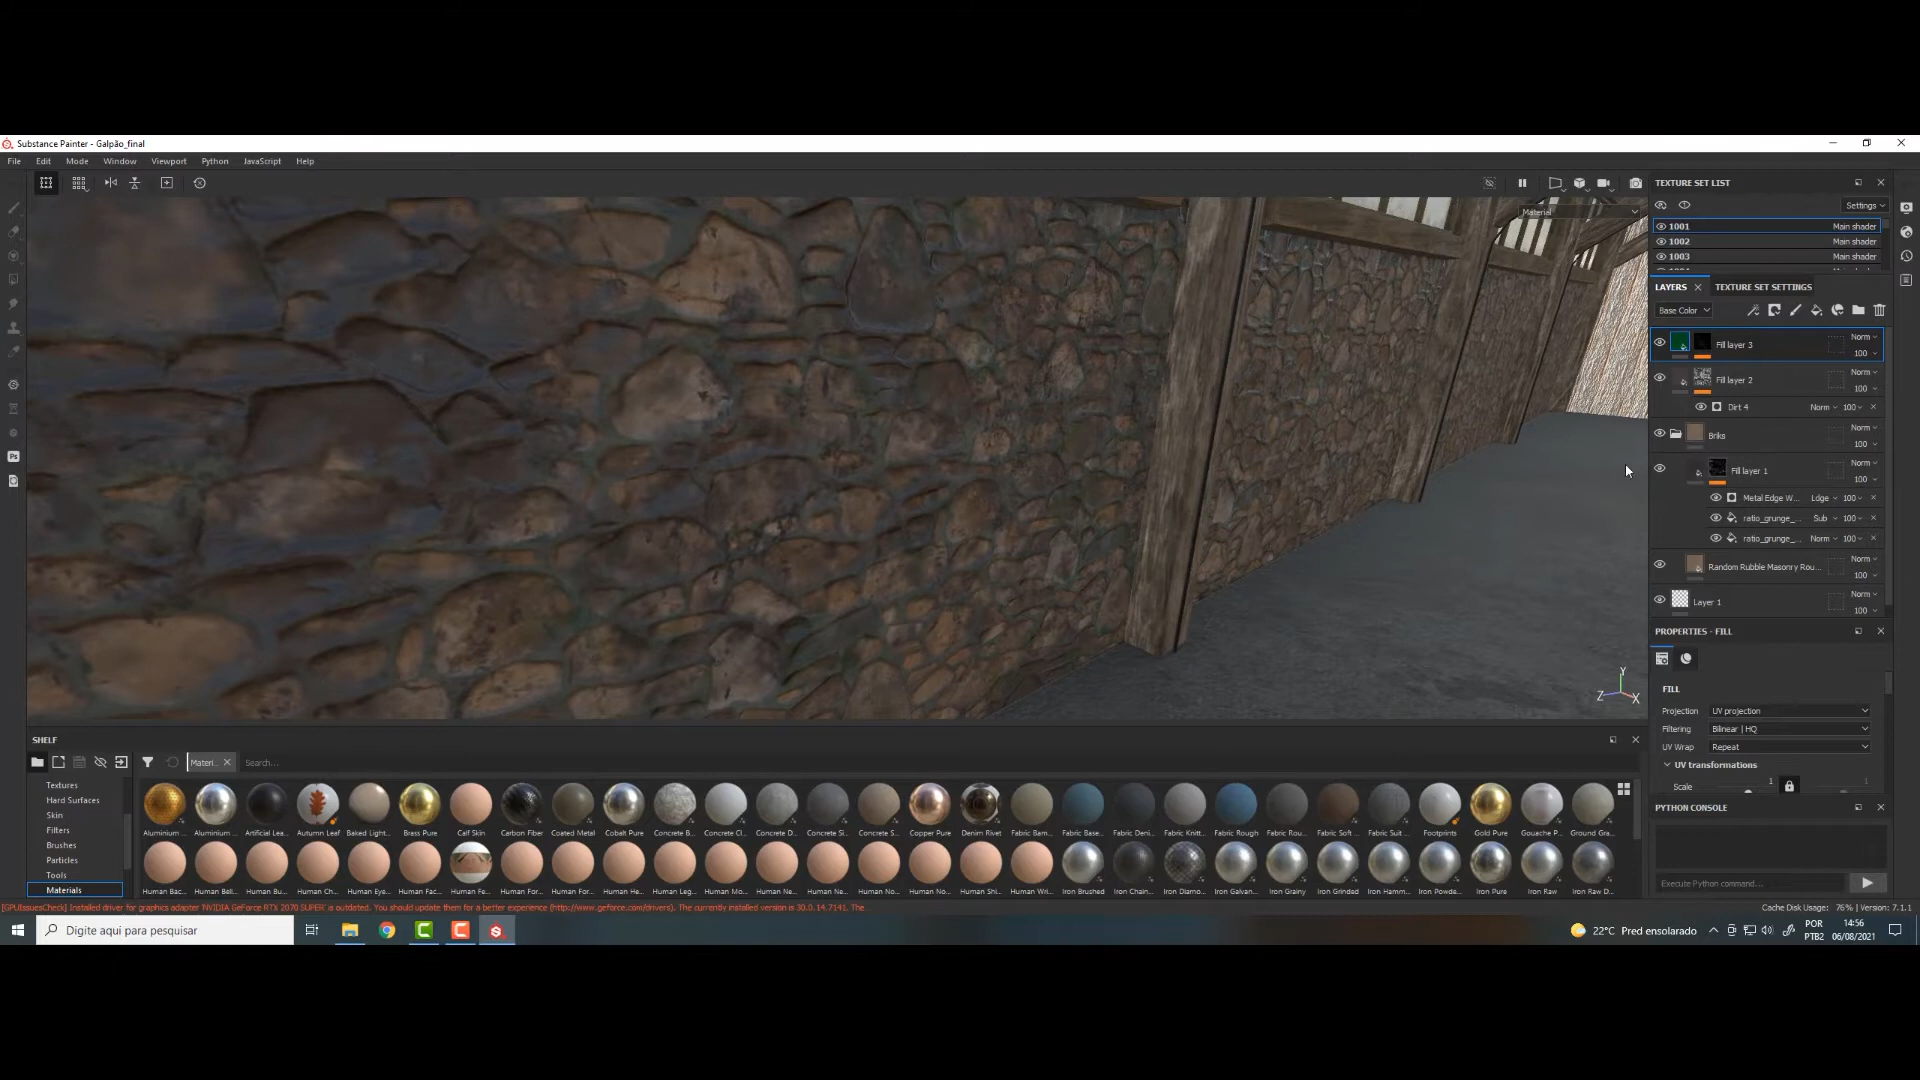 Substance Painter - Galpão_final
File Edit Mode Window Viewport Python JavaScript Help
Material
TEXTURE SET LIST
Settings
1001 Main shader
1002 Main shader
1003 Main shader
LAYERS TEXTURE SET SETTINGS
Base Color
Fill layer 3 Norm 100
Fill layer 2 Norm 100
Dirt 4 Norm 100
Briks Norm 100
Fill layer 1 Norm 100
Metal Edge W... Ldge 100
ratio_grunge_... Sub 100
ratio_grunge_... Norm 100
Random Rubble Masonry Rou... Norm 100
Layer 1 Norm 100
PROPERTIES - FILL
FILL
Projection UV projection
Filtering Bilinear | HQ
UV Wrap Repeat
UV transformations
Scale 1 1
Y
Z X
SHELF
Materi... Search...
Textures
Hard Surfaces
Skin
Filters
Brushes
Particles
Tools
Materials
Aluminium ... Aluminium ... Artificial Lea... Autumn Leaf Baked Light... Brass Pure Calf Skin Carbon Fiber Coated Metal Cobalt Pure Concrete B... Concrete Cl... Concrete D... Concrete Si... Concrete S... Copper Pure Denim Rivet Fabric Bam... Fabric Base... Fabric Deni... Fabric Knitt... Fabric Rough Fabric Rou... Fabric Soft ... Fabric Suit ... Footprints Gold Pure Gouache P... Ground Gra...
Human Bac... Human Bell... Human Bu... Human Ch... Human Eye... Human Fac... Human Fe... Human For... Human For... Human He... Human Leg... Human Mo... Human Ne... Human Ne... Human No... Human No... Human Shi... Human Wri... Iron Brushed Iron Chain... Iron Diamo... Iron Galvan... Iron Grainy Iron Grinded Iron Hamm... Iron Powde... Iron Pure Iron Raw Iron Raw D...
PYTHON CONSOLE
Execute Python command...
[GPUIssuesCheck] Installed driver for graphics adapter 'NVIDIA GeForce RTX 2070 SUPER' is outdated. You should update them for a better experience (http://www.geforce.com/drivers). The currently installed version is 30.0.14.7141. The
Cache Disk Usage: 76% | Version: 7.1.1
Digite aqui para pesquisar
22°C Pred ensolarado
POR
PTB2
14:56
06/08/2021